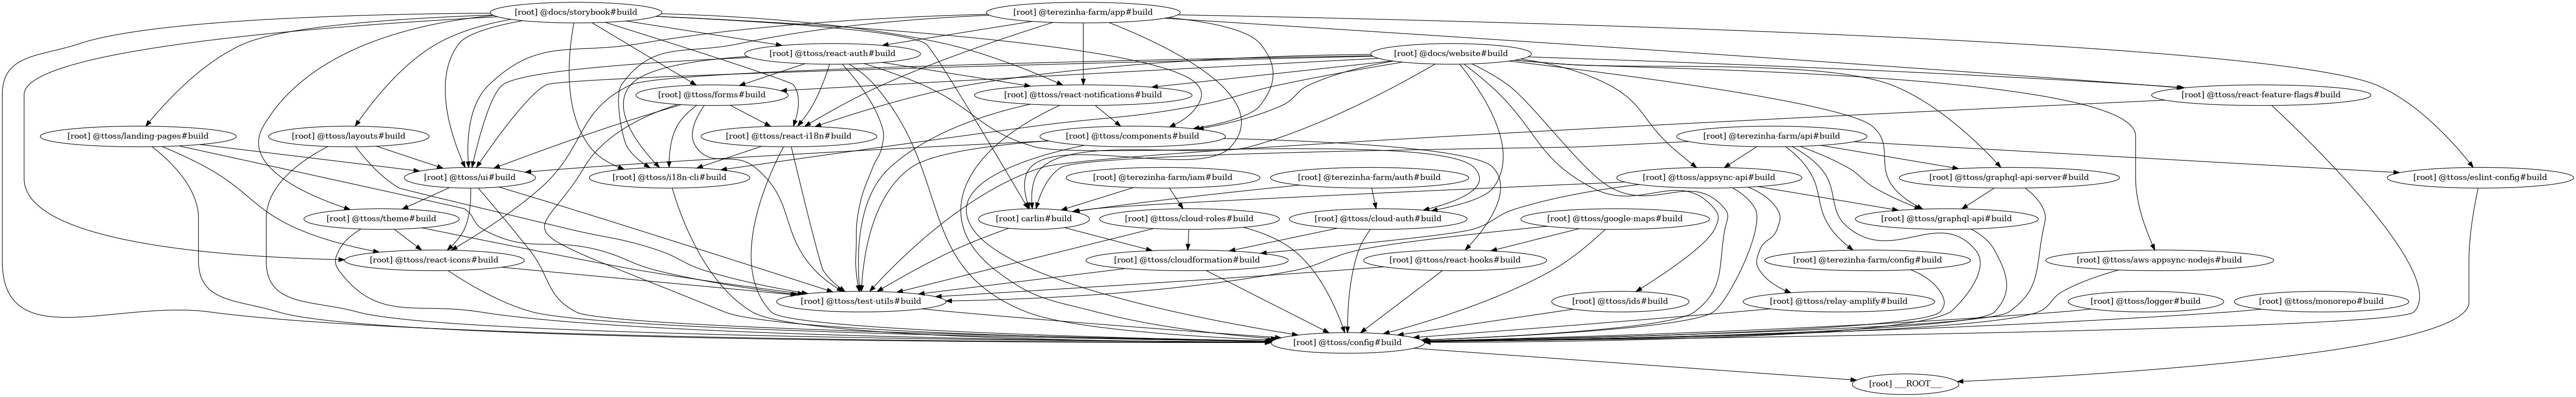 [root] @docs/storybook#build
[root] @terezinha-farm/app#build
[root] @ttoss/react-auth#build
[root] @docs/website#build
[root] @ttoss/forms#build
[root] @ttoss/react-notifications#build
[root] @ttoss/react-feature-flags#build
[root] @ttoss/landing-pages#build
[root] @ttoss/layouts#build
[root] @ttoss/react-i18n#build
[root] @ttoss/components#build
[root] @terezinha-farm/api#build
[root] @ttoss/ui#build
[root] @ttoss/i18n-cli#build
[root] @terezinha-farm/iam#build
[root] @terezinha-farm/auth#build
[root] @ttoss/appsync-api#build
[root] @ttoss/graphql-api-server#build
[root] @ttoss/eslint-config#build
[root] @ttoss/theme#build
[root] carlin#build
[root] @ttoss/cloud-roles#build
[root] @ttoss/cloud-auth#build
[root] @ttoss/google-maps#build
[root] @ttoss/graphql-api#build
[root] @ttoss/react-icons#build
[root] @ttoss/cloudformation#build
[root] @ttoss/react-hooks#build
[root] @terezinha-farm/config#build
[root] @ttoss/aws-appsync-nodejs#build
[root] @ttoss/test-utils#build
[root] @ttoss/ids#build
[root] @ttoss/relay-amplify#build
[root] @ttoss/logger#build
[root] @ttoss/monorepo#build
[root] @ttoss/config#build
[root] ___ROOT___